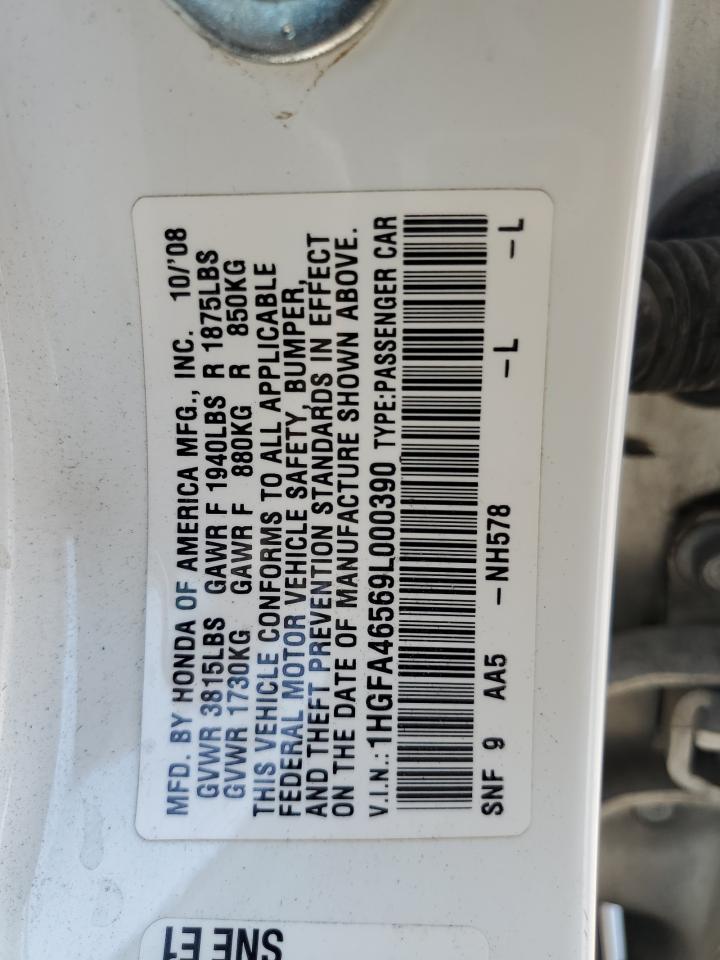 MFD. BY HONDA OF AMERICA MFG., INC. 10/'08
GVWR 3815LBS GAWR F 1940LBS R 1875LBS
GVWR 1730KG GAWR F 880KG R 850KG
THIS VEHICLE CONFORMS TO ALL APPLICABLE
FEDERAL MOTOR VEHICLE SAFETY, BUMPER,
AND THEFT PREVENTION STANDARDS IN EFFECT
ON THE DATE OF MANUFACTURE SHOWN ABOVE.
V.I.N.: 1HGFA46569L000390 TYPE:PASSENGER CAR
SNF 9 AA5 -NH578 -L -L